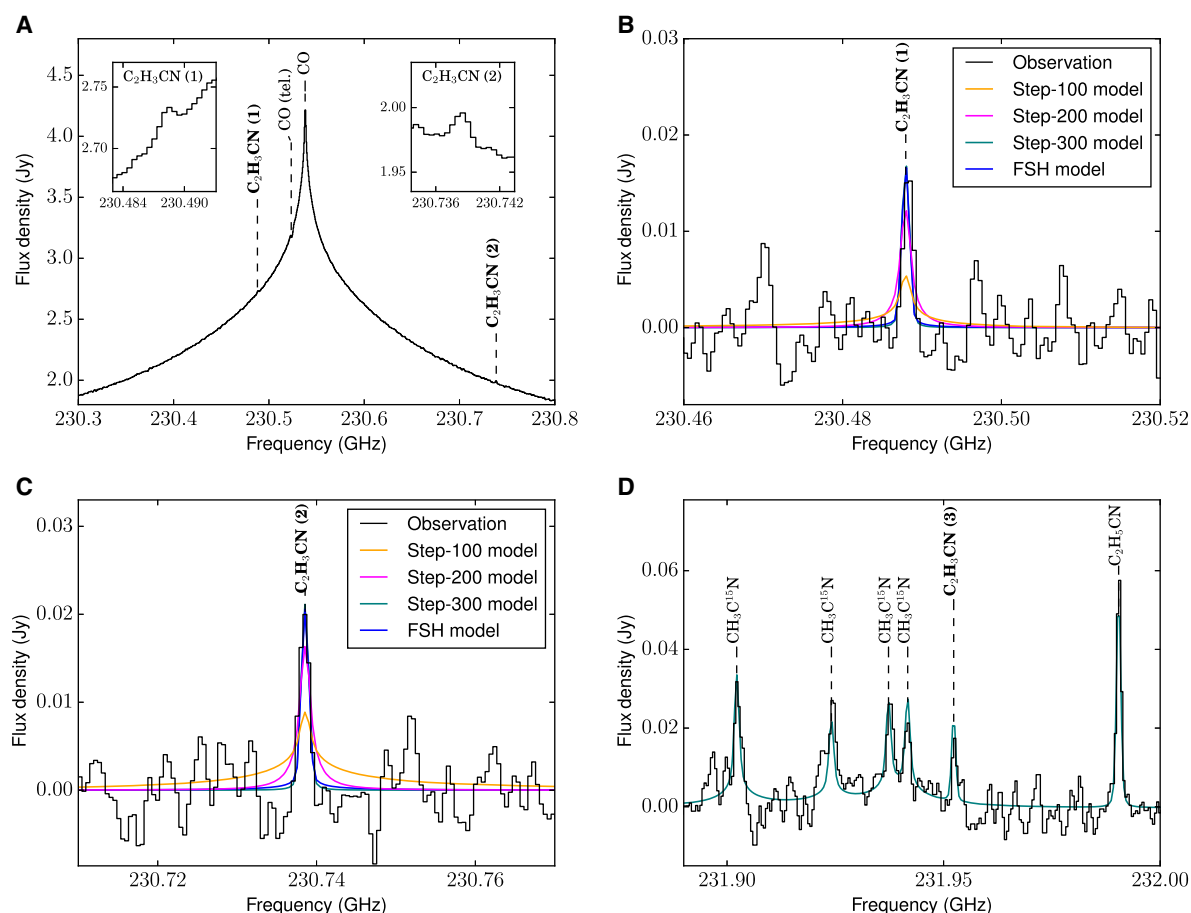 A
C₂H₃CN (1)
2.75
2.70
230.484 230.490
C₂H₃CN (1)
CO (tel.)
CO
C₂H₃CN (2)
2.00
1.95
230.736 230.742
C₂H₃CN (2)
4.5
4.0
3.5
3.0
2.5
2.0
Flux density (Jy)
230.3 230.4 230.5 230.6 230.7 230.8
Frequency (GHz)
B
C₂H₃CN (1)
Observation
Step-100 model
Step-200 model
Step-300 model
FSH model
0.03
0.02
0.01
0.00
Flux density (Jy)
230.46 230.48 230.50 230.52
Frequency (GHz)
C
C₂H₃CN (2)
Observation
Step-100 model
Step-200 model
Step-300 model
FSH model
0.03
0.02
0.01
0.00
Flux density (Jy)
230.72 230.74 230.76
Frequency (GHz)
D
CH₃C¹⁵N
CH₃C¹⁵N
CH₃C¹⁵N
CH₃C¹⁵N
C₂H₃CN (3)
C₂H₅CN
0.06
0.04
0.02
0.00
Flux density (Jy)
231.90 231.95 232.00
Frequency (GHz)